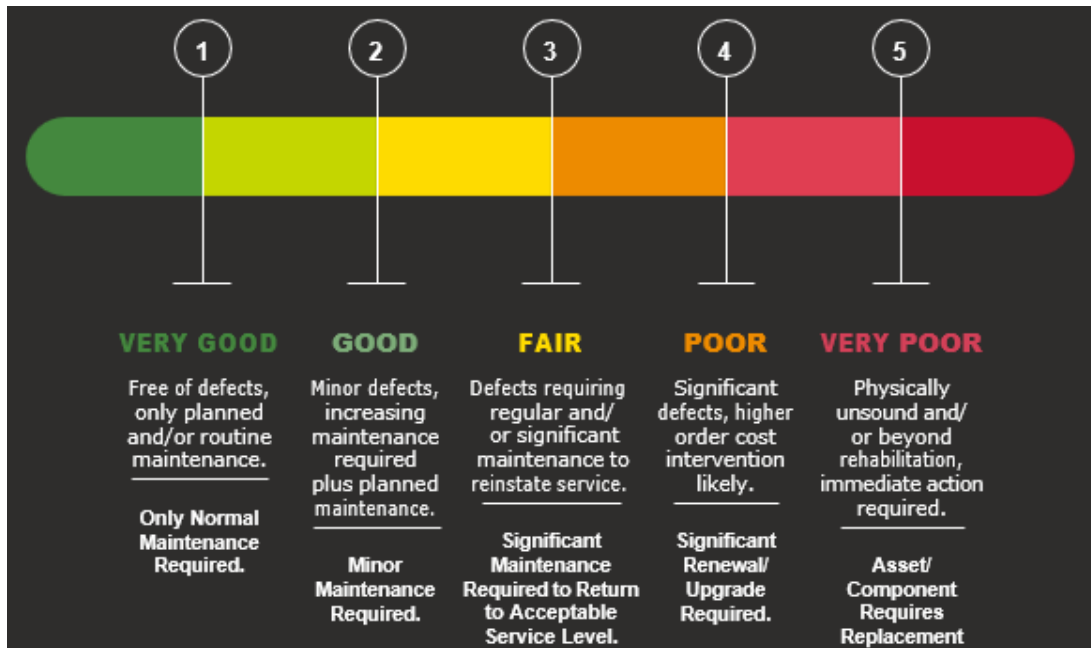 1
2
3
4
5
VERY GOOD
Free of defects,
only planned
and/or routine
maintenance.
Only Normal
Maintenance
Required.
GOOD
Minor defects,
increasing
maintenance
required
plus planned
maintenance.
Minor
Maintenance
Required.
FAIR
Defects requiring
regular and/
or significant
maintenance to
reinstate service.
Significant
Maintenance
Required to Return
to Acceptable
Service Level.
POOR
Significant
defects, higher
order cost
intervention
likely.
Significant
Renewal/
Upgrade
Required.
VERY POOR
Physically
unsound and/
or beyond
rehabilitation,
immediate action
required.
Asset/
Component
Requires
Replacement